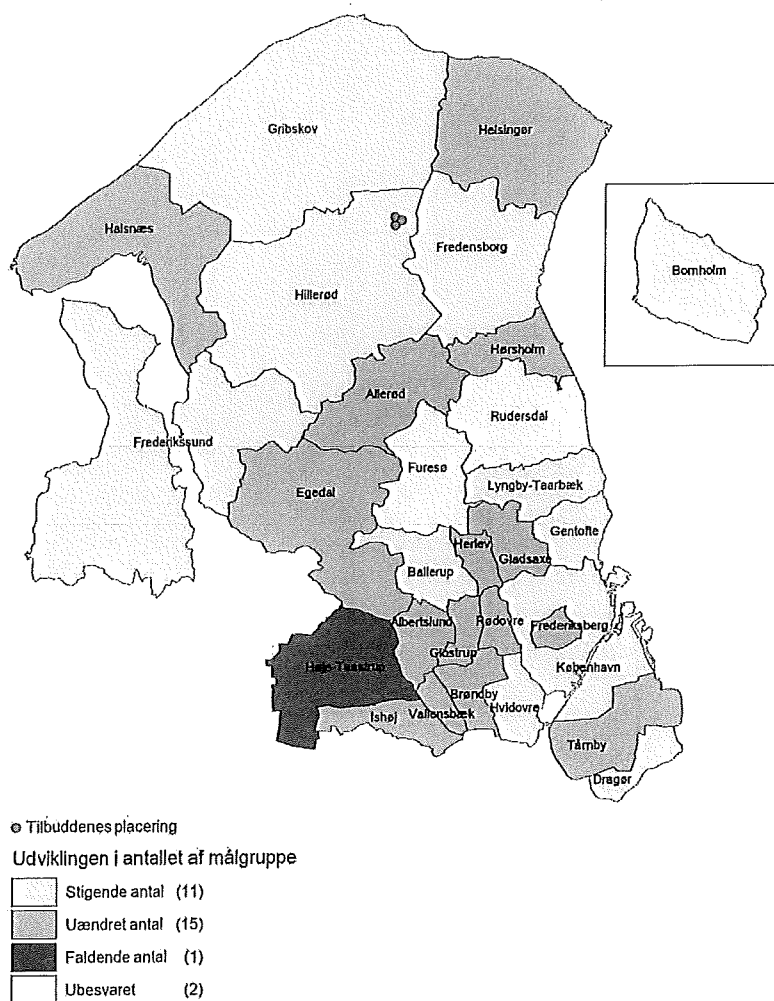 Gribskov
Helsingør
Halsnæs
Fredensborg
Bornholm
Hillerød
Hørsholm
Allerød
Rudersdal
Frederikssund
Furesø
Egedal
Lyngby-Taarbæk
Gentofte
Herlev
Gladsaxe
Ballerup
Albertslund
Rødovre
Frederiksberg
Glostrup
Høje-Taastrup
København
Brøndby
Ishøj
Vallensbæk
Hvidovre
Tårnby
Dragør
Tilbuddenes placering
Udviklingen i antallet af målgruppe
Stigende antal (11)
Uændret antal (15)
Faldende antal (1)
Ubesvaret (2)